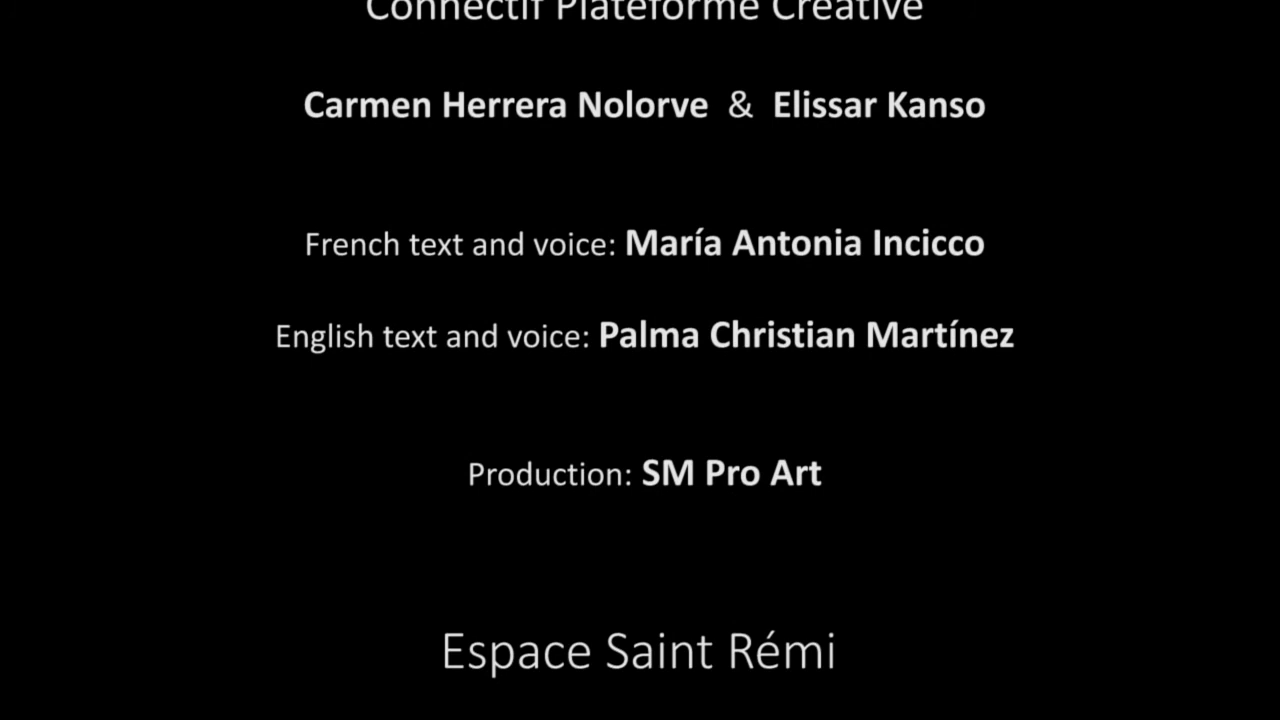 Connectif Plateforme Créative
Carmen Herrera Nolorve & Elissar Kanso
French text and voice: María Antonia Incicco
English text and voice: Palma Christian Martínez
Production: SM Pro Art
Espace Saint Rémi